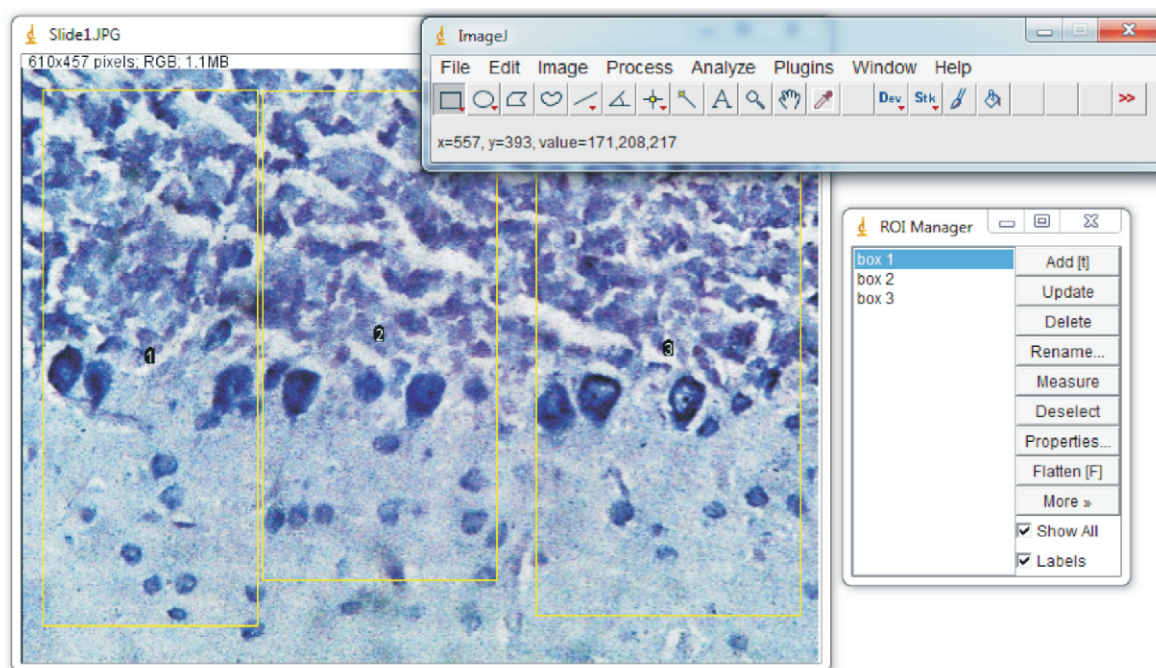 Slide1.JPG
610x457 pixels; RGB; 1.1MB
ImageJ
File Edit Image Process Analyze Plugins Window Help
Dev Stk >>
x=557, y=393, value=171,208,217
1
2
3
ROI Manager
box 1
box 2
box 3
Add [t]
Update
Delete
Rename...
Measure
Deselect
Properties...
Flatten [F]
More »
Show All
Labels